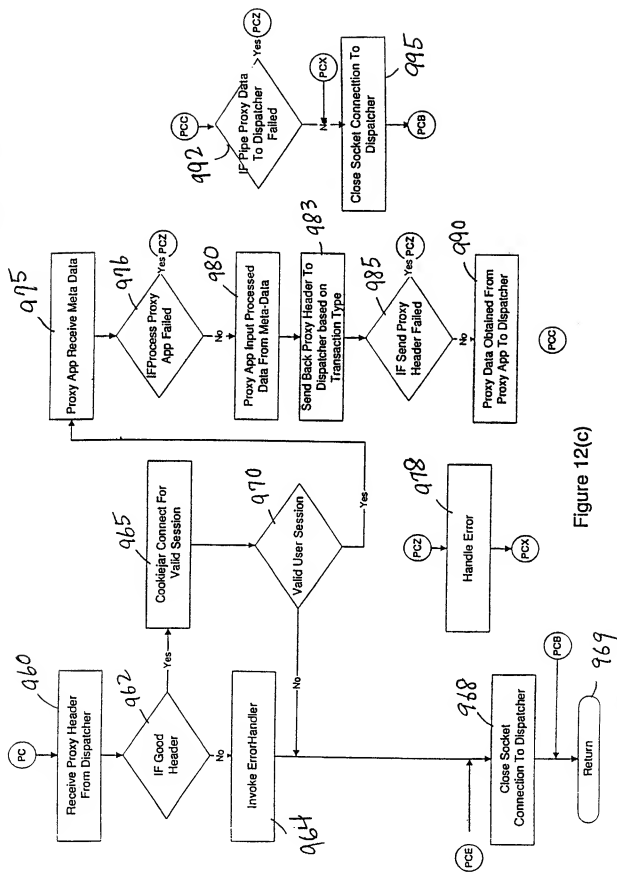 PC
960
Receive Proxy Header
From Dispatcher
962
IF Good
Header
Yes
No
Invoke ErrorHandler
964
965
Cookiejar Connect For
Valid Session
970
Valid User Session
No
Yes
PCE
968
Close Socket
Connection To
Dispatcher
PCB
Return
969
975
Proxy App Receive Meta Data
976
IFProcess Proxy
App Failed
Yes
PCZ
No
980
Proxy App Input Processed
Data From Meta-Data
983
Send Back Proxy Header To
Dispatcher based on
Transaction Type
985
IF Send Proxy
Header Failed
Yes
PCZ
No
990
Proxy Data Obtained From
Proxy App To Dispatcher
PCC
PCZ
978
Handle Error
PCX
PCC
992
IF Pipe Proxy Data
To Dispatcher
Failed
Yes
PCZ
No
PCX
995
Close Socket Connecttion To
Dispatcher
PCB
Figure 12(c)